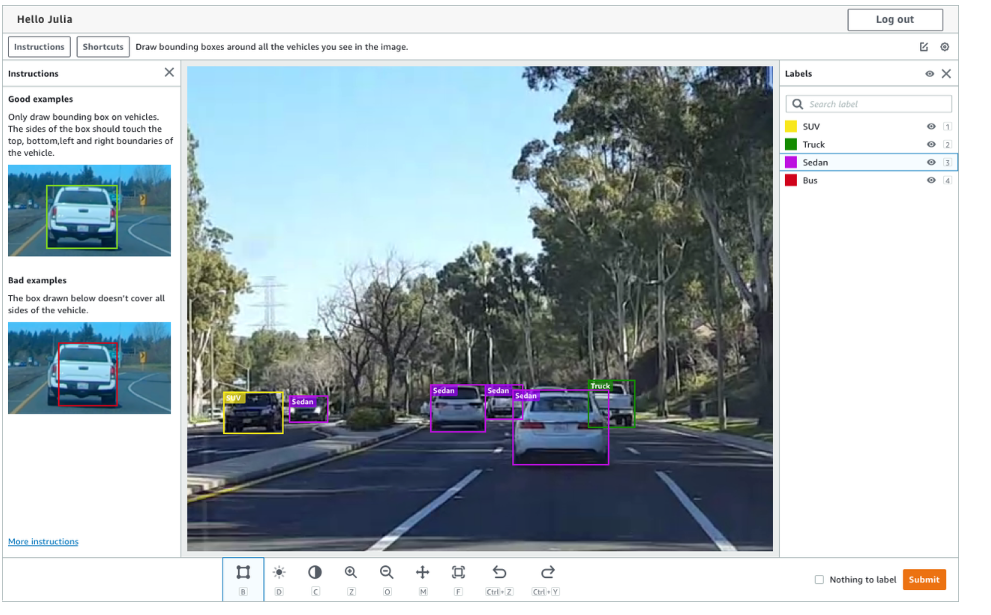 Hello Julia
Log out
Instructions
Shortcuts
Draw bounding boxes around all the vehicles you see in the image.
Instructions
Good examples
Only draw bounding box on vehicles.
The sides of the box should touch the
top, bottom,left and right boundaries of
the vehicle.
Bad examples
The box drawn below doesn't cover all
sides of the vehicle.
More instructions
SUV
Sedan
Sedan
Sedan
Sedan
Truck
Labels
Search label
SUV 1
Truck 2
Sedan 3
Bus 4
B
D
C
Z
O
M
F
Ctrl+Z
Ctrl+Y
Nothing to label
Submit